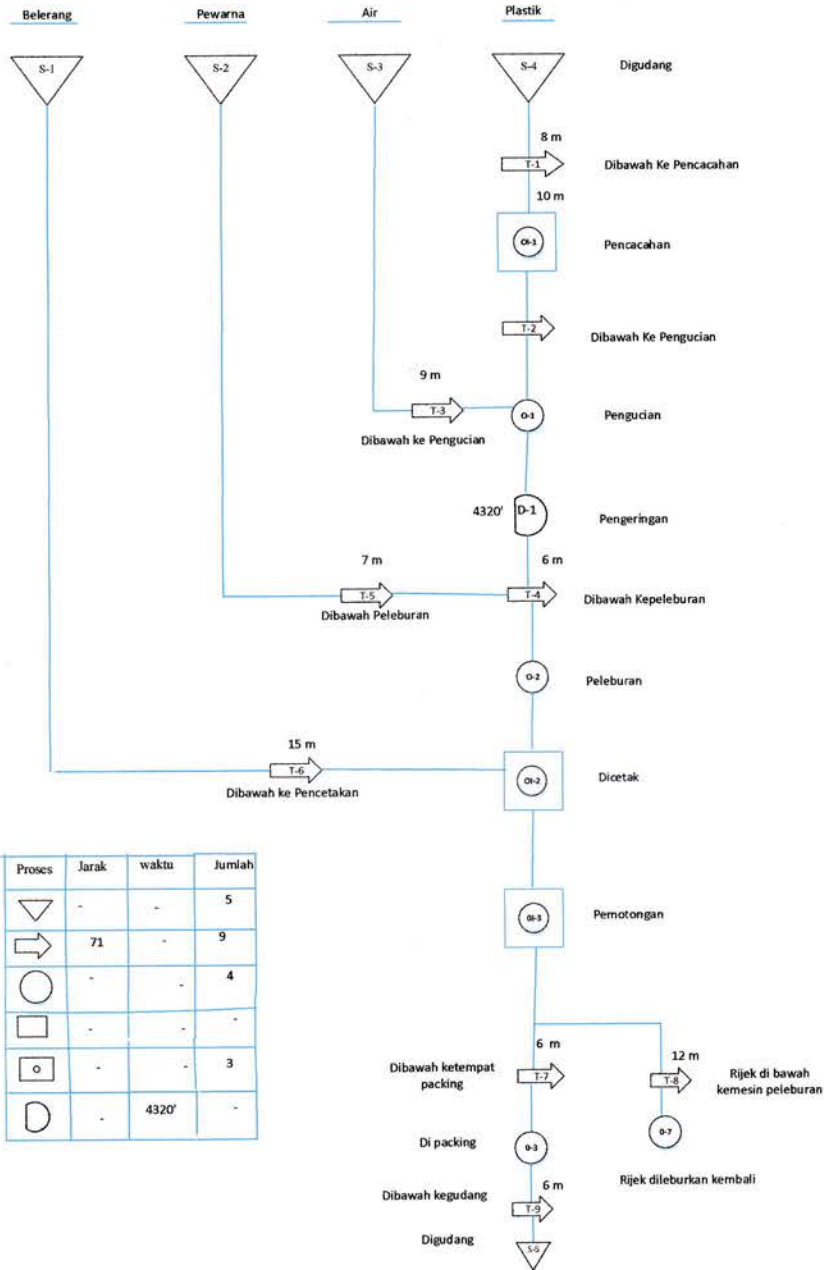 Belerang Pewarna Air Plastik
S-1 S-2 S-3 S-4 Digudang
8 m
T-1 Dibawah Ke Pencacahan
10 m
OI-1 Pencacahan
T-2 Dibawah Ke Pengucian
9 m
T-3 O-1 Pengucian
Dibawah ke Pengucian
4320' D-1 Pengeringan
7 m 6 m
T-5 T-4 Dibawah Kepeleburan
Dibawah Peleburan
O-2 Peleburan
15 m
T-6 OI-2 Dicetak
Dibawah ke Pencetakan
Proses Jarak waktu Jumlah
- - 5
71 - 9
- - 4
- - -
- - 3
- 4320' -
OI-3 Pemotongan
6 m 12 m
Dibawah ketempat
packing
T-7 T-8
Rijek di bawah
kemesin peleburan
Di packing 0-3 0-7
Rijek dileburkan kembali
6 m
Dibawah kegudang T-9
Digudang